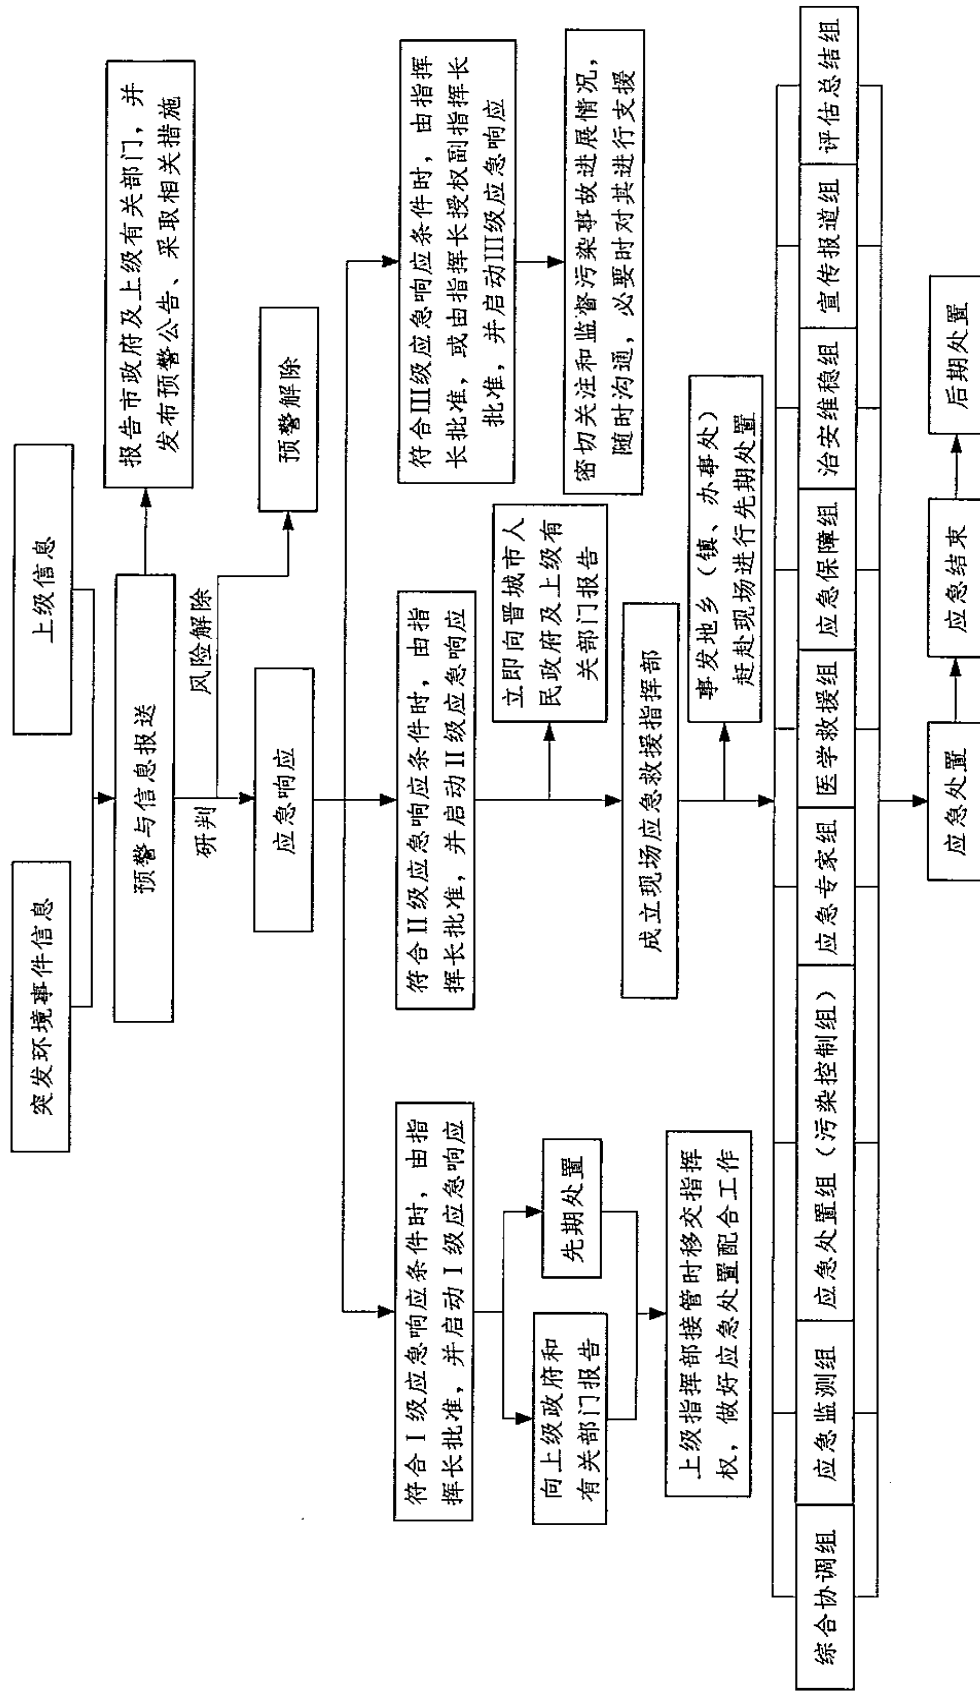 突发环境事件信息
上级信息
预警与信息报送
报告市政府及上级有关部门，并
发布预警公告、采取相关措施
研判
风险解除
预警解除
应急响应
符合I级应急响应条件时，由指
挥长批准，并启动I级应急响应
符合II级应急响应条件时，由指
挥长批准，并启动II级应急响应
符合III级应急响应条件时，由指挥
长批准，或由指挥长授权副指挥长
批准，并启动III级应急响应
向上级政府和
有关部门报告
先期处置
立即向晋城市人
民政府及上级有
关部门报告
密切关注和监督污染事故进展情况，
随时沟通，必要时对其进行支援
上级指挥部接管时移交指挥
权，做好应急处置配合工作
成立现场应急救援指挥部
事发地乡（镇、办事处）
赶赴现场进行先期处置
综合协调组
应急监测组
应急处置组（污染控制组）
应急专家组
医学救援组
应急保障组
治安维稳组
宣传报道组
评估总结组
应急处置
应急结束
后期处置